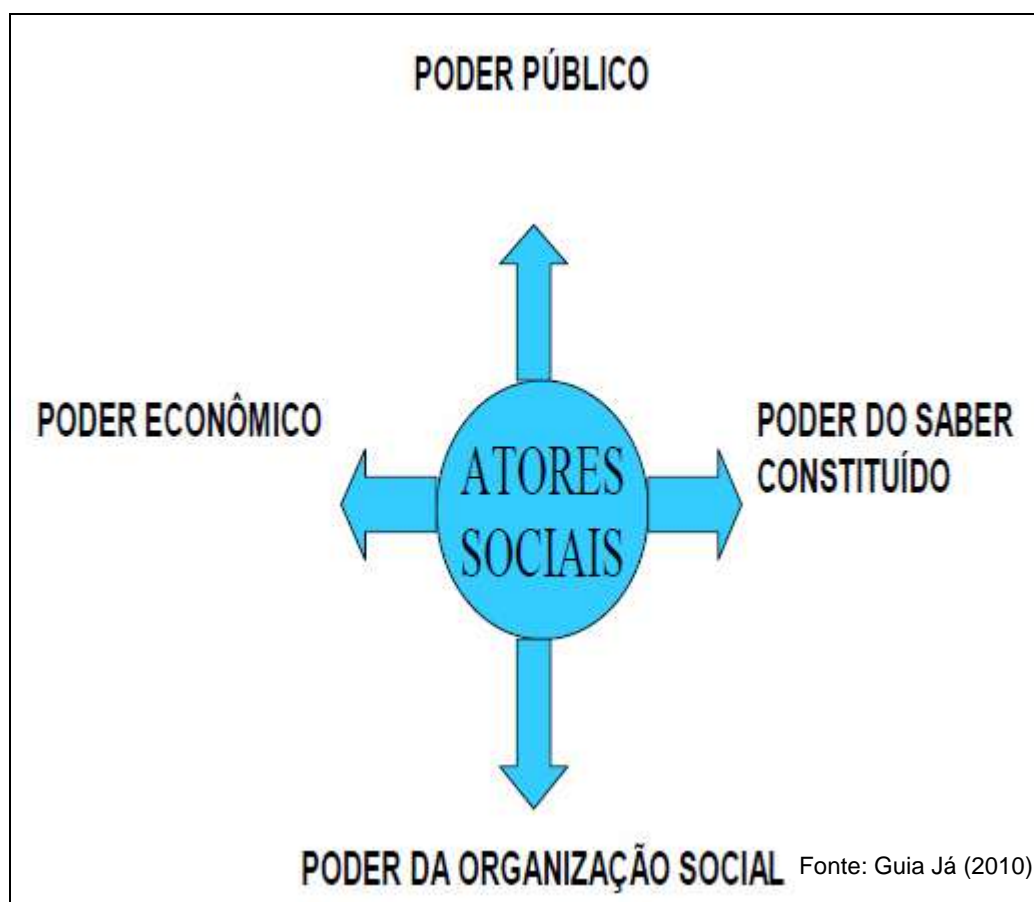 PODER PÚBLICO
PODER ECONÔMICO
ATORES
SOCIAIS
PODER DO SABER
CONSTITUÍDO
PODER DA ORGANIZAÇÃO SOCIAL
Fonte: Guia Já (2010)